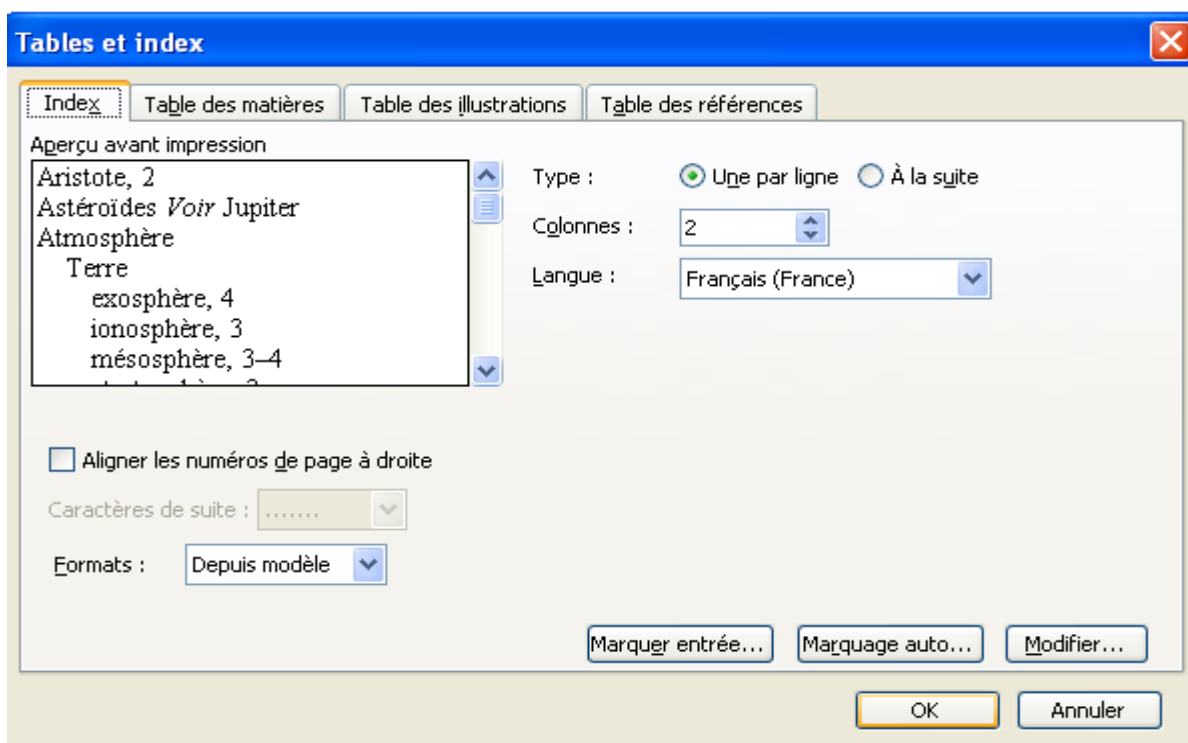 Tables et index
Index Table des matières Table des illustrations Table des références
Aperçu avant impression
Aristote, 2
Astéroïdes Voir Jupiter
Atmosphère
Terre
exosphère, 4
ionosphère, 3
mésosphère, 3–4
Type : Une par ligne À la suite
Colonnes : 2
Langue : Français (France)
Aligner les numéros de page à droite
Caractères de suite : .......
Formats : Depuis modèle
Marquer entrée... Marquage auto... Modifier...
OK Annuler